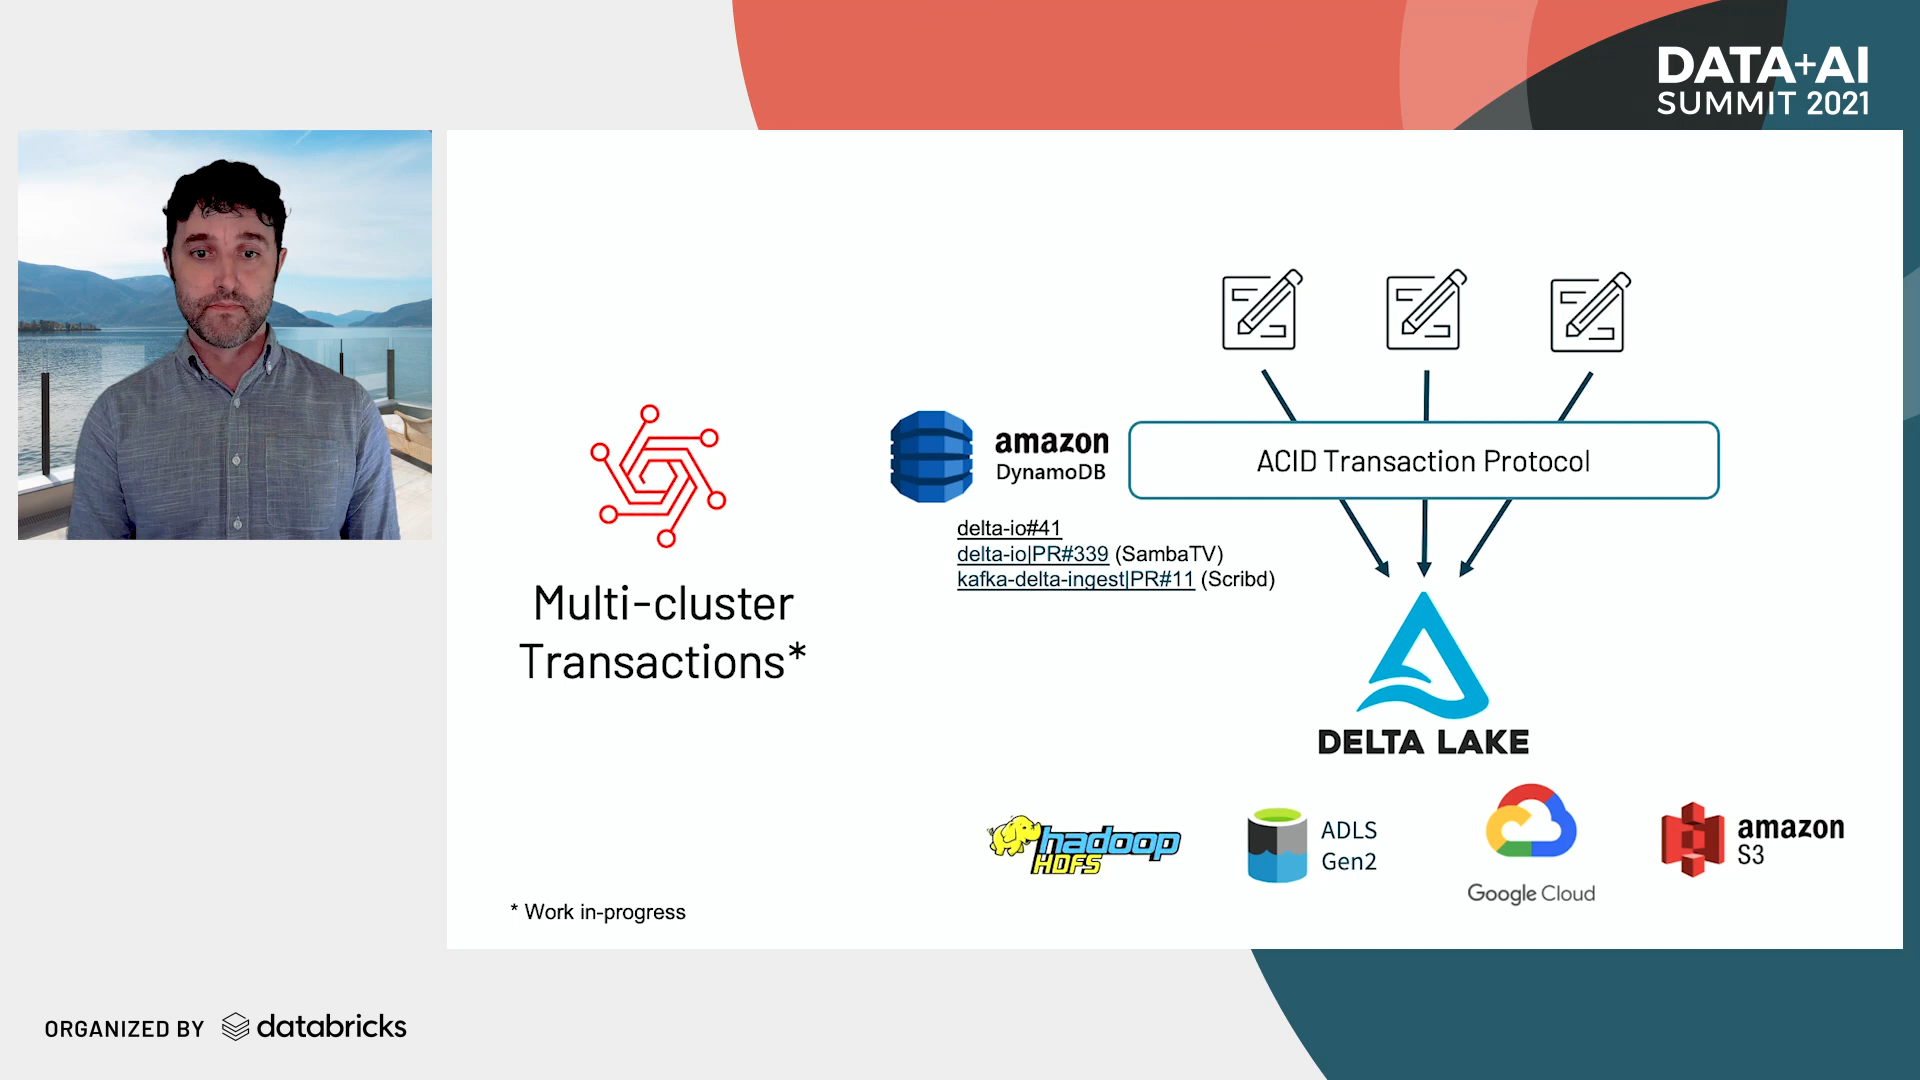 DATA+AI
SUMMIT 2021
amazon
DynamoDB
ACID Transaction Protocol
delta-io#41
delta-io|PR#339 (SambaTV)
kafka-delta-ingest|PR#11 (Scribd)
Multi-cluster
Transactions*
DELTA LAKE
hadoop
HDFS
ADLS
Gen2
Google Cloud
amazon
S3
* Work in-progress
ORGANIZED BY databricks